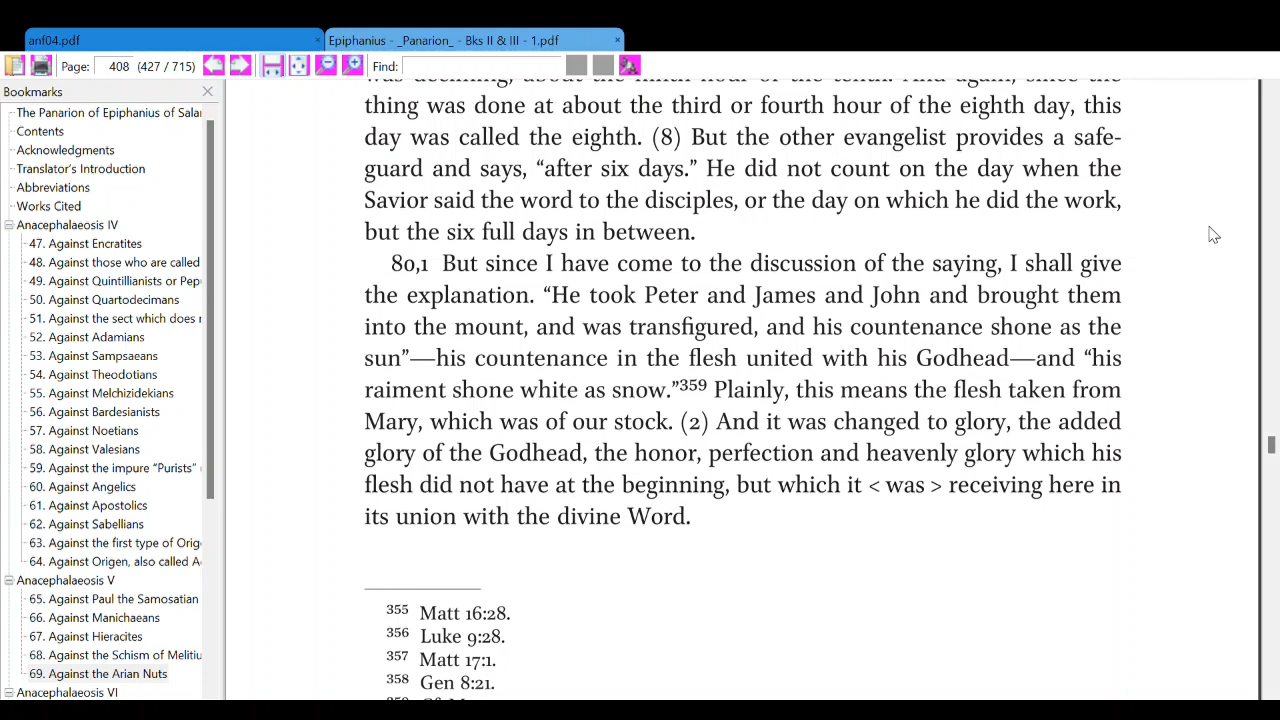 anf04.pdf ×
Epiphanius - _Panarion_ - Bks II & III - 1.pdf ×
Page: 408 (427 / 715) Find:
Bookmarks
The Panarion of Epiphanius of Salar
Contents
Acknowledgments
Translator's Introduction
Abbreviations
Works Cited
Anacephalaeosis IV
47. Against Encratites
48. Against those who are called
49. Against Quintillianists or Pep
50. Against Quartodecimans
51. Against the sect which does r
52. Against Adamians
53. Against Sampsaeans
54. Against Theodotians
55. Against Melchizidekians
56. Against Bardesianists
57. Against Noetians
58. Against Valesians
59. Against the impure “Purists” (
60. Against Angelics
61. Against Apostolics
62. Against Sabellians
63. Against the first type of Orig
64. Against Origen, also called A
Anacephalaeosis V
65. Against Paul the Samosatian
66. Against Manichaeans
67. Against Hieracites
68. Against the Schism of Melitiu
69. Against the Arian Nuts
Anacephalaeosis VI
was declining, about the ninth hour or the tenth. And again, since the
thing was done at about the third or fourth hour of the eighth day, this
day was called the eighth. (8) But the other evangelist provides a safe-
guard and says, “after six days.” He did not count on the day when the
Savior said the word to the disciples, or the day on which he did the work,
but the six full days in between.
80,1 But since I have come to the discussion of the saying, I shall give
the explanation. “He took Peter and James and John and brought them
into the mount, and was transfigured, and his countenance shone as the
sun”—his countenance in the flesh united with his Godhead—and “his
raiment shone white as snow.”359 Plainly, this means the flesh taken from
Mary, which was of our stock. (2) And it was changed to glory, the added
glory of the Godhead, the honor, perfection and heavenly glory which his
flesh did not have at the beginning, but which it < was > receiving here in
its union with the divine Word.
355 Matt 16:28.
356 Luke 9:28.
357 Matt 17:1.
358 Gen 8:21.